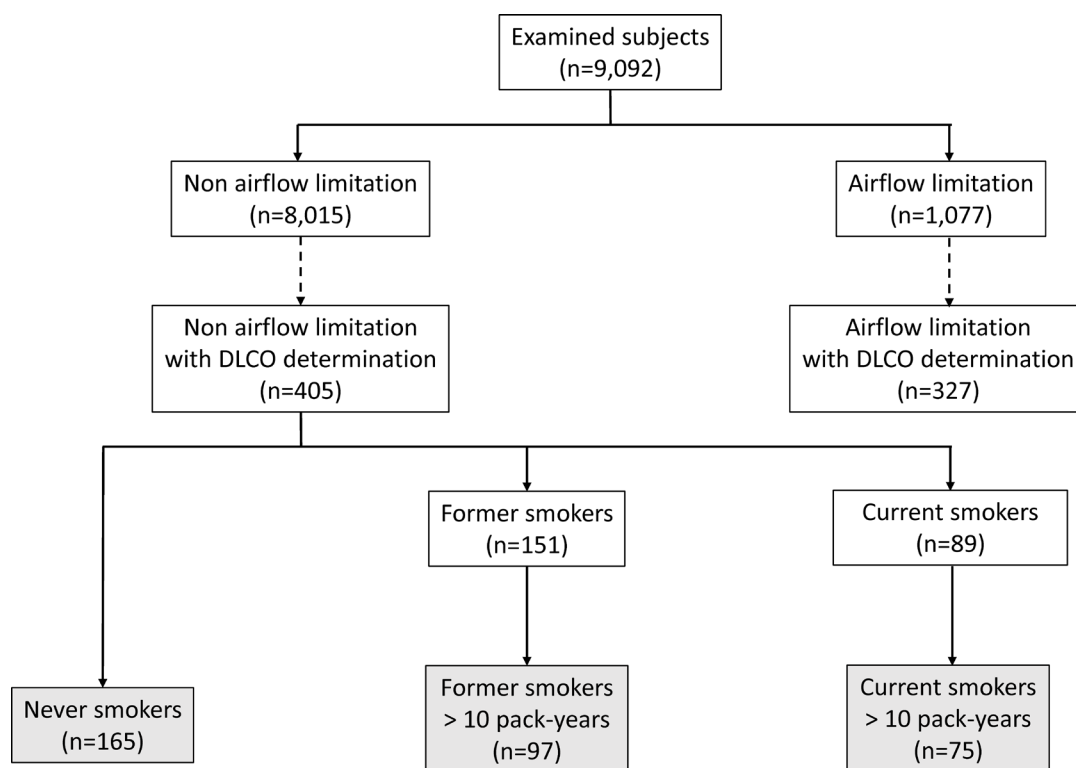 Examined subjects
(n=9,092)
Non airflow limitation
(n=8,015)
Airflow limitation
(n=1,077)
Non airflow limitation
with DLCO determination
(n=405)
Airflow limitation
with DLCO determination
(n=327)
Former smokers
(n=151)
Current smokers
(n=89)
Never smokers
(n=165)
Former smokers
> 10 pack-years
(n=97)
Current smokers
> 10 pack-years
(n=75)